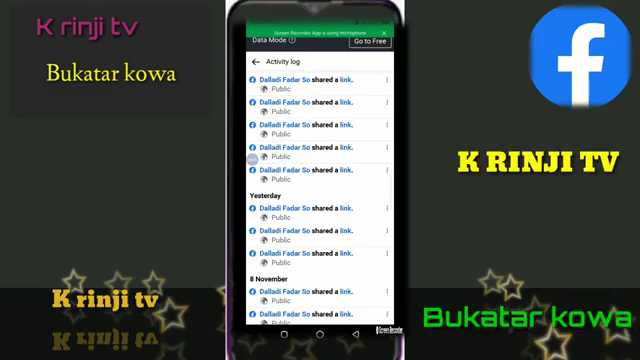 K rinji tv
Bukatar kowa
Screen Recorder App is using microphone
Data Mode
Go to Free
Activity log
Dalladi Fadar So shared a link.
Public
Dalladi Fadar So shared a link.
Public
Dalladi Fadar So shared a link.
Public
Dalladi Fadar So shared a link.
Public
Dalladi Fadar So shared a link.
Public
Yesterday
Dalladi Fadar So shared a link.
Public
Dalladi Fadar So shared a link.
Public
Dalladi Fadar So shared a link.
Public
8 November
Dalladi Fadar So shared a link.
Public
Dalladi Fadar So shared a link.
Public
Screen Recorder
K RINJI TV
K rinji tv
Bukatar kowa